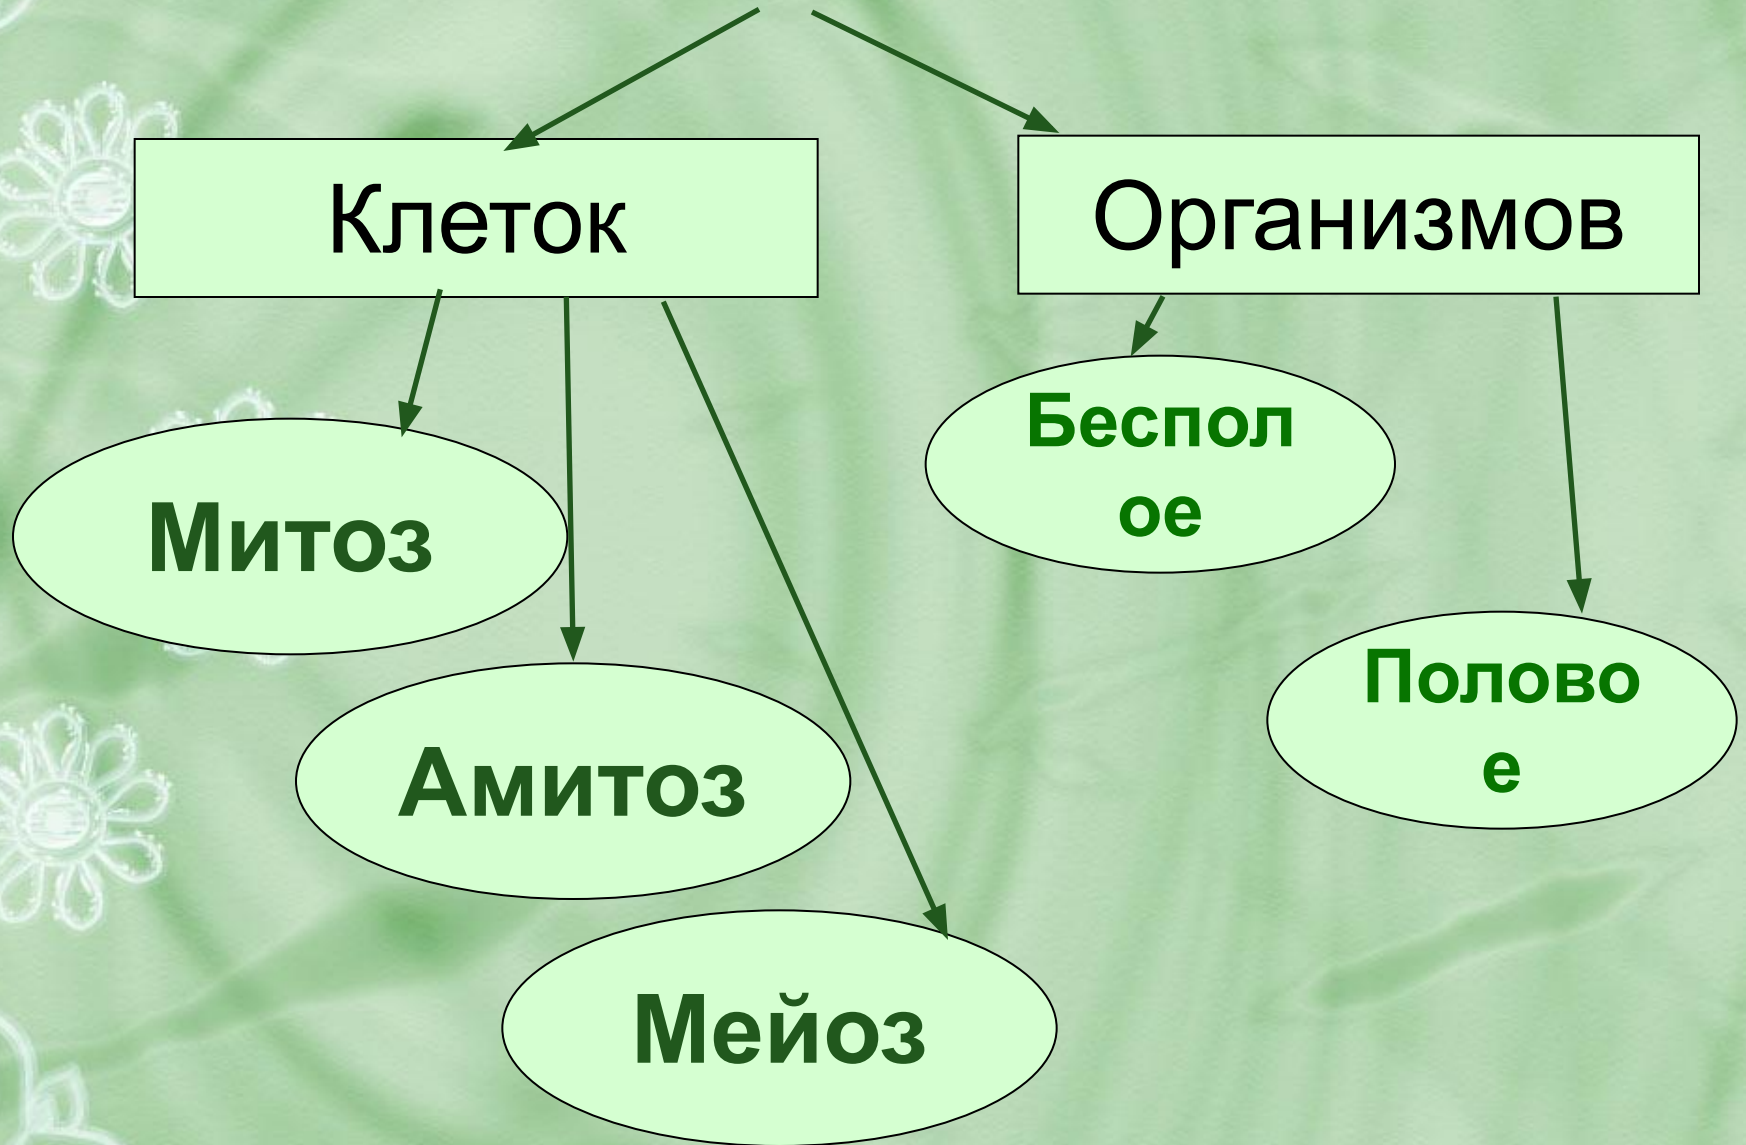 Клеток
Организмов
Беспол
ое
Митоз
Полово
е
Амитоз
Мейоз